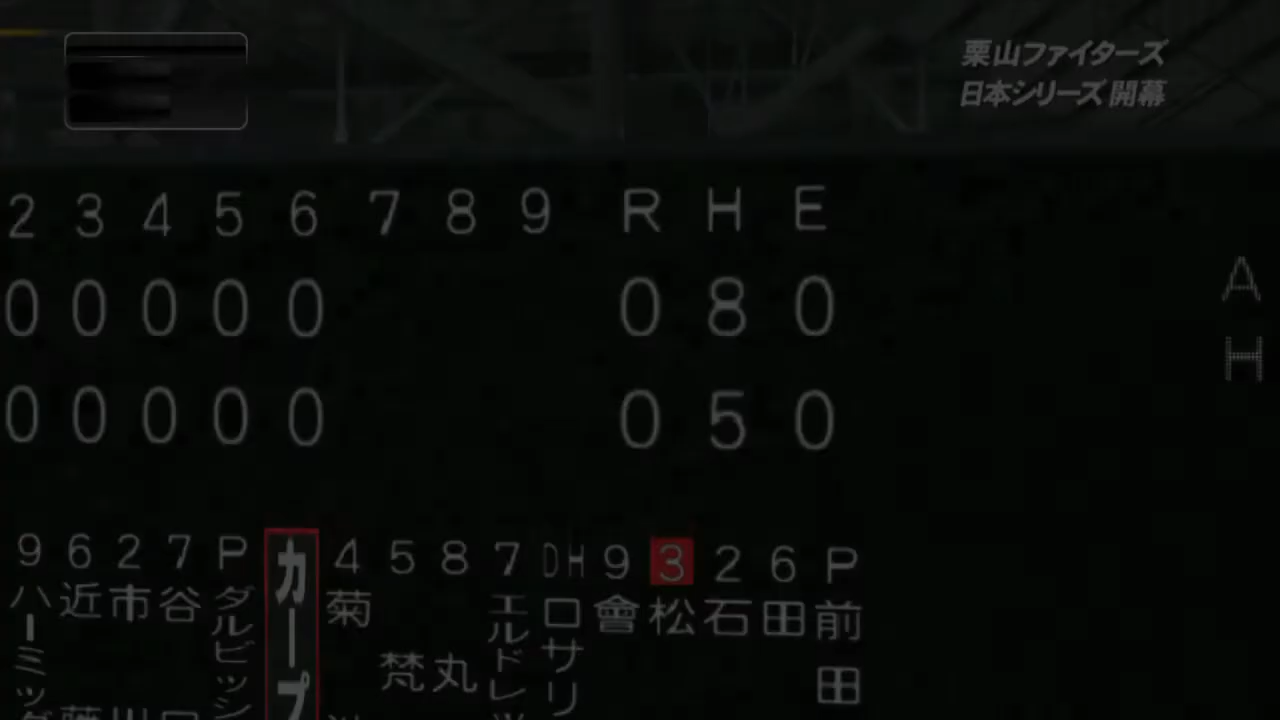 栗山ファイターズ
日本シリーズ 開幕
2 3 4 5 6 7 8 9 R H E
0 0 0 0 0 0 8 0 A
0 0 0 0 0 0 5 0 H
9 6 2 7 P カープ 4 5 8 7 DH 9 3 2 6 P
ハーミッ 近 市 谷 ダルビッシ 菊 梵 丸 エルドレッ ロサリ 會 松 石 田 前田